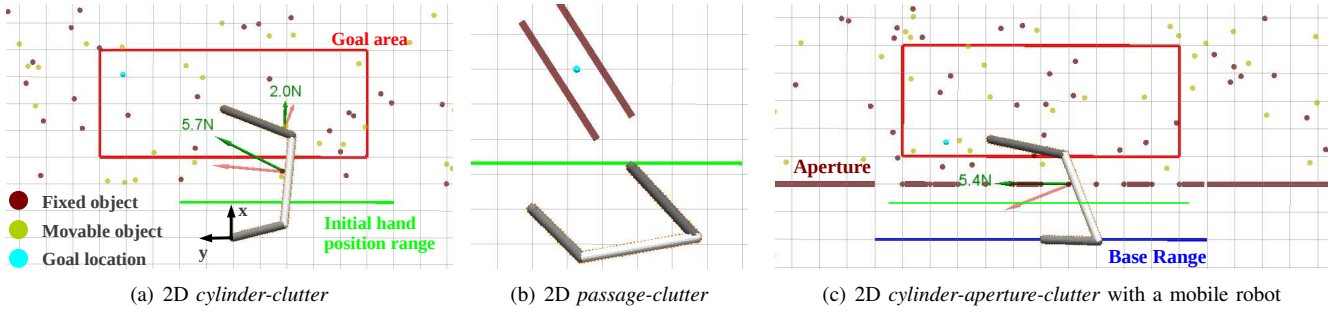 Goal area
2.0N
5.7N
Fixed object
Movable object
Goal location
x
y
Initial hand
position range
Aperture
5.4N
Base Range
(a) 2D cylinder-clutter
(b) 2D passage-clutter
(c) 2D cylinder-aperture-clutter with a mobile robot